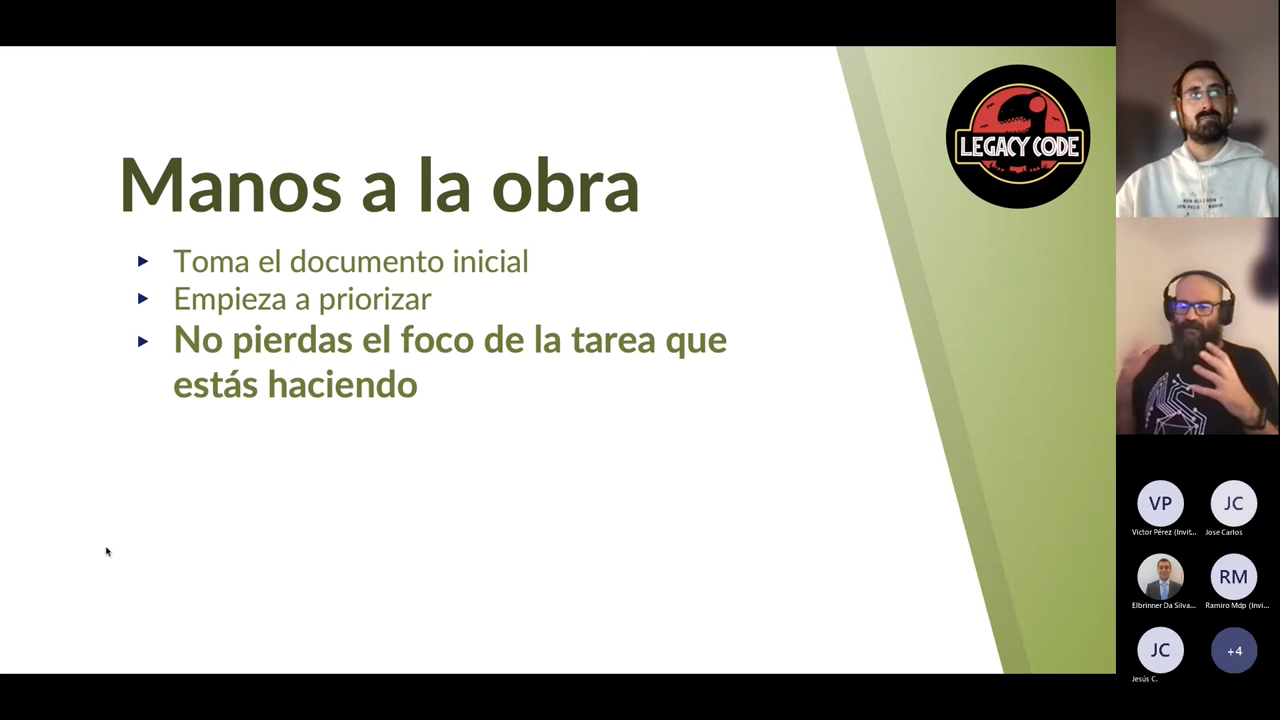 Manos a la obra
Toma el documento inicial
Empieza a priorizar
No pierdas el foco de la tarea que
estás haciendo
LEGACY CODE
VP
JC
Victor Pérez (Invit...
Jose Carlos
RM
Elbrinner Da Silva...
Ramiro Mdp (Invi...
JC
+4
Jesús C.